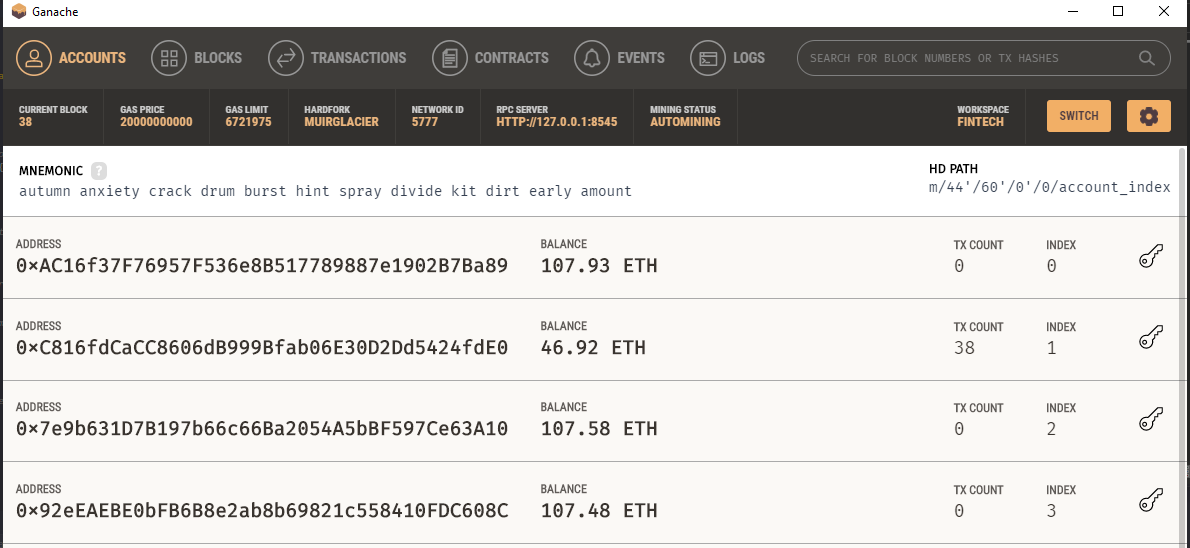 Ganache
ACCOUNTS BLOCKS TRANSACTIONS CONTRACTS EVENTS LOGS SEARCH FOR BLOCK NUMBERS OR TX HASHES
CURRENT BLOCK GAS PRICE GAS LIMIT HARDFORK NETWORK ID RPC SERVER MINING STATUS WORKSPACE SWITCH
38 20000000000 6721975 MUIRGLACIER 5777 HTTP://127.0.0.1:8545 AUTOMINING FINTECH
MNEMONIC ? HD PATH
autumn anxiety crack drum burst hint spray divide kit dirt early amount m/44'/60'/0'/0/account_index
ADDRESS BALANCE TX COUNT INDEX
0×AC16f37F76957F536e8B517789887e1902B7Ba89 107.93 ETH 0 0
ADDRESS BALANCE TX COUNT INDEX
0×C816fdCaCC8606dB999Bfab06E30D2Dd5424fdE0 46.92 ETH 38 1
ADDRESS BALANCE TX COUNT INDEX
0×7e9b631D7B197b66c66Ba2054A5bBF597Ce63A10 107.58 ETH 0 2
ADDRESS BALANCE TX COUNT INDEX
0×92eEAEBE0bFB6B8e2ab8b69821c558410FDC608C 107.48 ETH 0 3